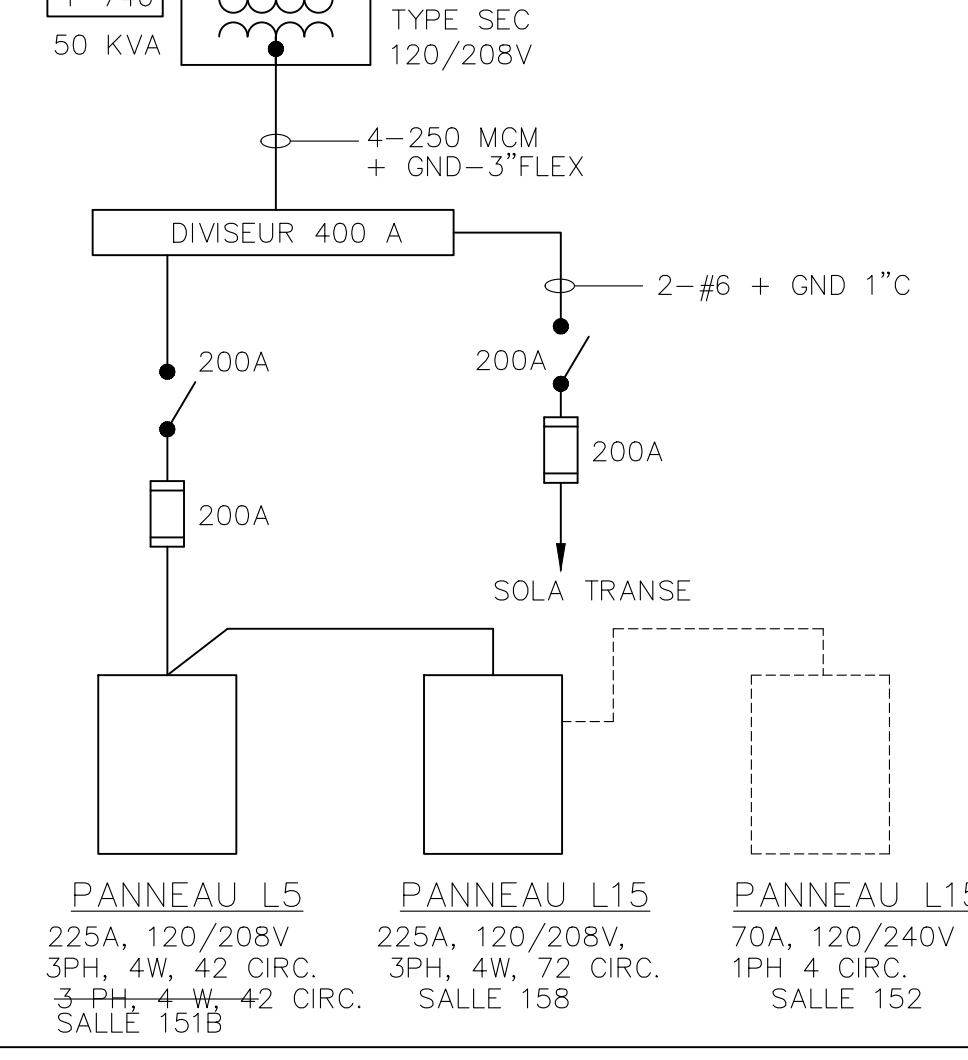 50 KVA
TYPE SEC
120/208V
4-250 MCM
+ GND-3"FLEX
DIVISEUR 400 A
2-#6 + GND 1"C
200A
200A
200A
200A
SOLA TRANSE
PANNEAU L5
225A, 120/208V
3PH, 4W, 42 CIRC.
3 PH, 4 W, 42 CIRC.
SALLE 151B
PANNEAU L15
225A, 120/208V,
3PH, 4W, 72 CIRC.
SALLE 158
PANNEAU L15
70A, 120/240V
1PH 4 CIRC.
SALLE 152